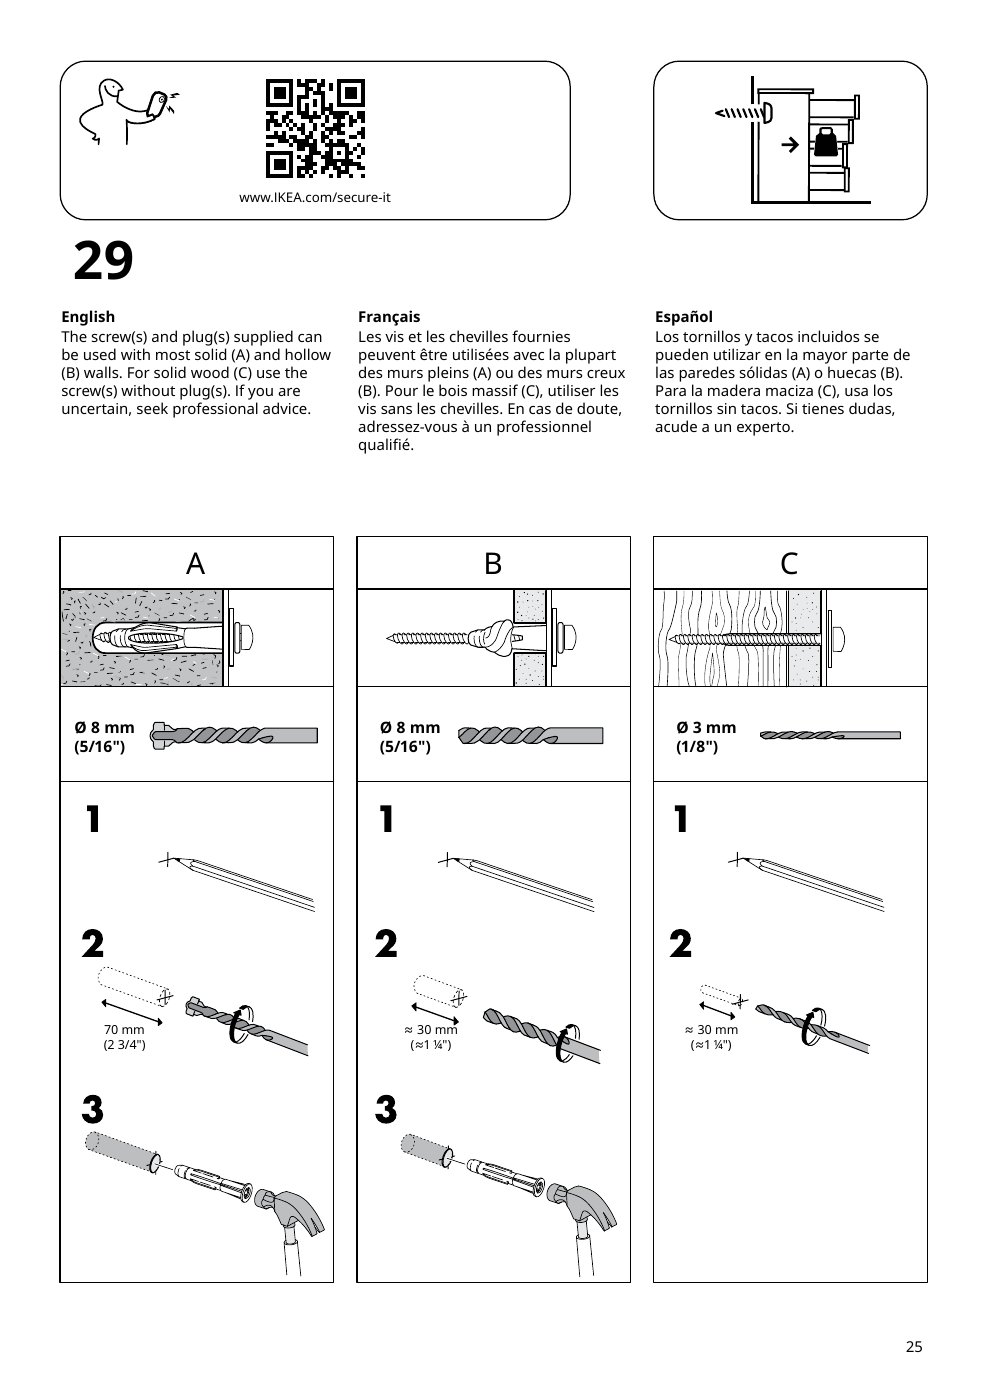 www.IKEA.com/secure-it
29
English
The screw(s) and plug(s) supplied can
be used with most solid (A) and hollow
(B) walls. For solid wood (C) use the
screw(s) without plug(s). If you are
uncertain, seek professional advice.
Français
Les vis et les chevilles fournies
peuvent être utilisées avec la plupart
des murs pleins (A) ou des murs creux
(B). Pour le bois massif (C), utiliser les
vis sans les chevilles. En cas de doute,
adressez-vous à un professionnel
qualifié.
Español
Los tornillos y tacos incluidos se
pueden utilizar en la mayor parte de
las paredes sólidas (A) o huecas (B).
Para la madera maciza (C), usa los
tornillos sin tacos. Si tienes dudas,
acude a un experto.
A
Ø 8 mm
(5/16")
1
2
70 mm
(2 3/4")
3
B
Ø 8 mm
(5/16")
1
2
≈ 30 mm
(≈1 ¼")
3
C
Ø 3 mm
(1/8")
1
2
≈ 30 mm
(≈1 ¼")
25